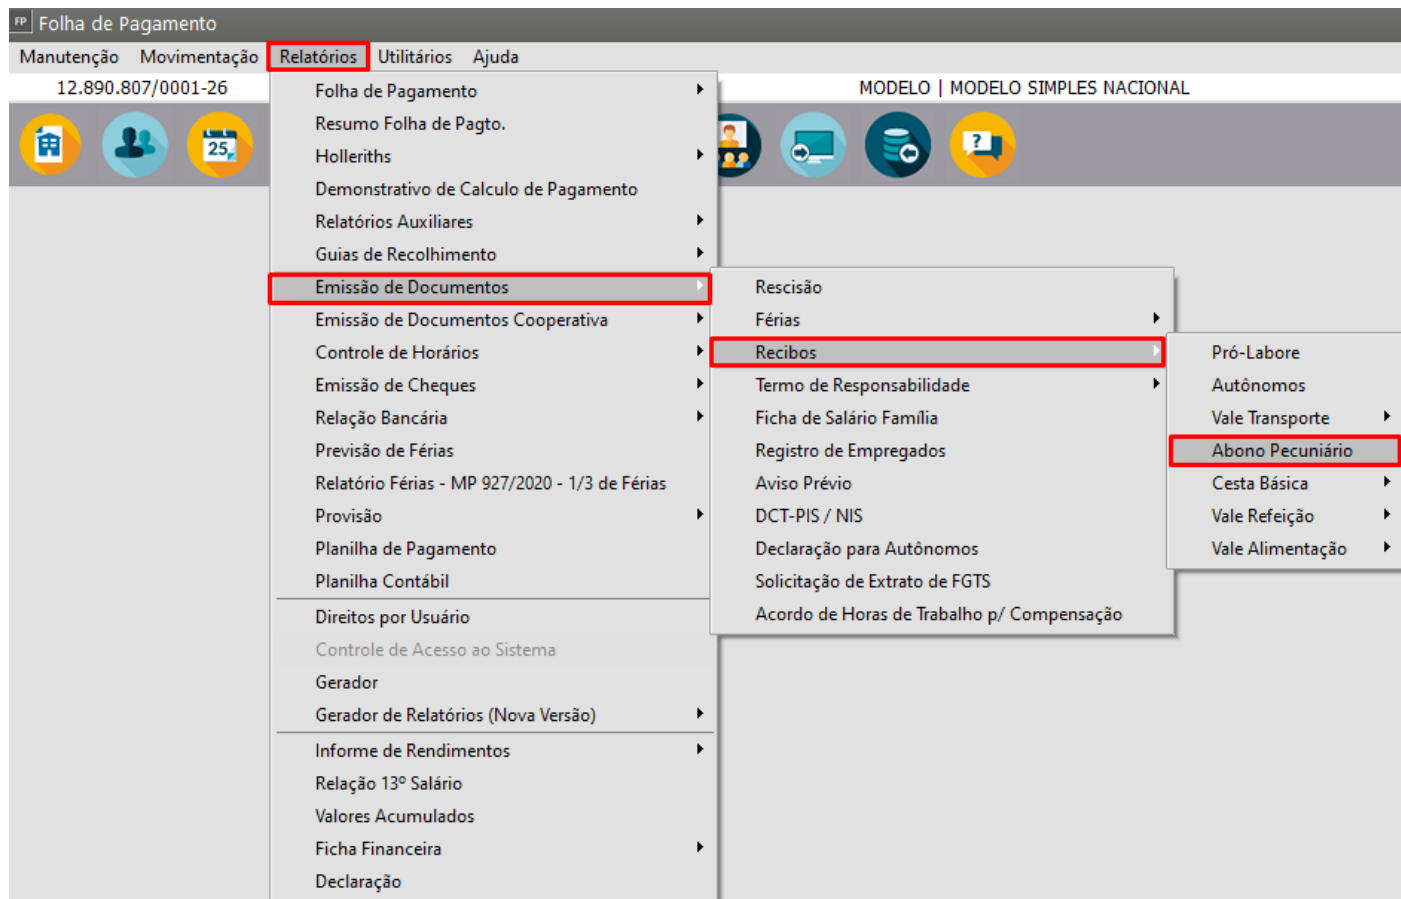 FP Folha de Pagamento
Manutenção Movimentação Relatórios Utilitários Ajuda
12.890.807/0001-26 MODELO | MODELO SIMPLES NACIONAL
25
?
Folha de Pagamento
Resumo Folha de Pagto.
Holleriths
Demonstrativo de Calculo de Pagamento
Relatórios Auxiliares
Guias de Recolhimento
Emissão de Documentos
Emissão de Documentos Cooperativa
Controle de Horários
Emissão de Cheques
Relação Bancária
Previsão de Férias
Relatório Férias - MP 927/2020 - 1/3 de Férias
Provisão
Planilha de Pagamento
Planilha Contábil
Direitos por Usuário
Controle de Acesso ao Sistema
Gerador
Gerador de Relatórios (Nova Versão)
Informe de Rendimentos
Relação 13º Salário
Valores Acumulados
Ficha Financeira
Declaração
Rescisão
Férias
Recibos
Termo de Responsabilidade
Ficha de Salário Família
Registro de Empregados
Aviso Prévio
DCT-PIS / NIS
Declaração para Autônomos
Solicitação de Extrato de FGTS
Acordo de Horas de Trabalho p/ Compensação
Pró-Labore
Autônomos
Vale Transporte
Abono Pecuniário
Cesta Básica
Vale Refeição
Vale Alimentação